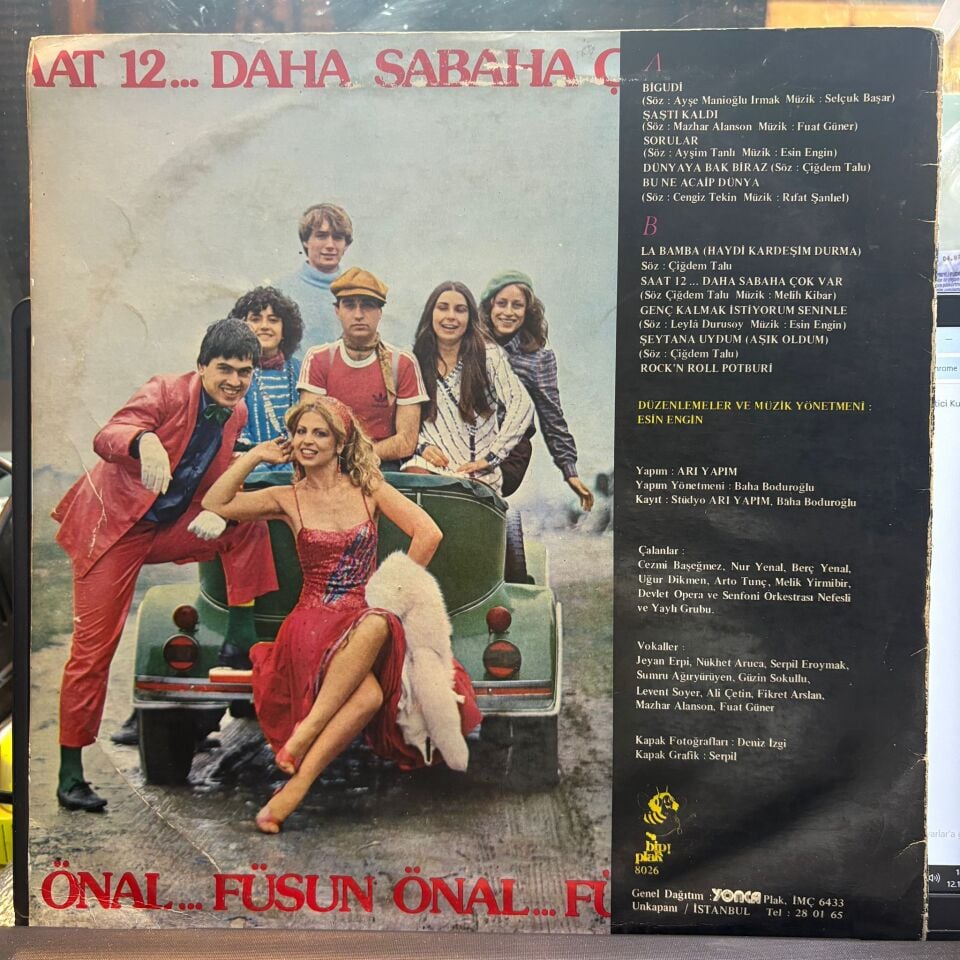 AAT 12... DAHA SABAHA Ç
A
BİGUDİ
(Söz : Ayşe Manioğlu Irmak Müzik : Selçuk Başar)
ŞAŞTI KALDI
(Söz : Mazhar Alanson Müzik : Fuat Güner)
SORULAR
(Söz : Ayşim Tanlı Müzik : Esin Engin)
DÜNYAYA BAK BİRAZ (Söz : Çiğdem Talu)
BU NE ACAİP DÜNYA
(Söz : Cengiz Tekin Müzik : Rıfat Şanlıel)
B
LA BAMBA (HAYDİ KARDEŞİM DURMA)
Söz : Çiğdem Talu
SAAT 12 ... DAHA SABAHA ÇOK VAR
(Söz Çiğdem Talu Müzik : Melih Kibar)
GENÇ KALMAK İSTİYORUM SENİNLE
(Söz : Leylâ Durusoy Müzik : Esin Engin)
ŞEYTANA UYDUM (AŞIK OLDUM)
(Söz : Çiğdem Talu)
ROCK'N ROLL POTBURİ
DÜZENLEMELER VE MÜZİK YÖNETMENİ :
ESİN ENGİN
Yapım : ARI YAPIM
Yapım Yönetmeni : Baha Boduroğlu
Kayıt : Stüdyo ARI YAPIM, Baha Boduroğlu
Çalanlar :
Cezmi Başeğmez, Nur Yenal, Berç Yenal,
Uğur Dikmen, Arto Tunç, Melik Yirmibir,
Devlet Opera ve Senfoni Orkestrası Nefesli
ve Yaylı Grubu.
Vokaller :
Jeyan Erpi, Nükhet Aruca, Serpil Eroymak,
Sumru Ağıryürüyen, Güzin Sokullu,
Levent Soyer, Ali Çetin, Fikret Arslan,
Mazhar Alanson, Fuat Güner
Kapak Fotoğrafları : Deniz İzgi
Kapak Grafik : Serpil
bip!
plak
8026
ÖNAL... FÜSUN ÖNAL... FÜ
Genel Dağıtım : YONCA Plak, İMÇ 6433
Unkapanı / İSTANBUL Tel : 28 01 65